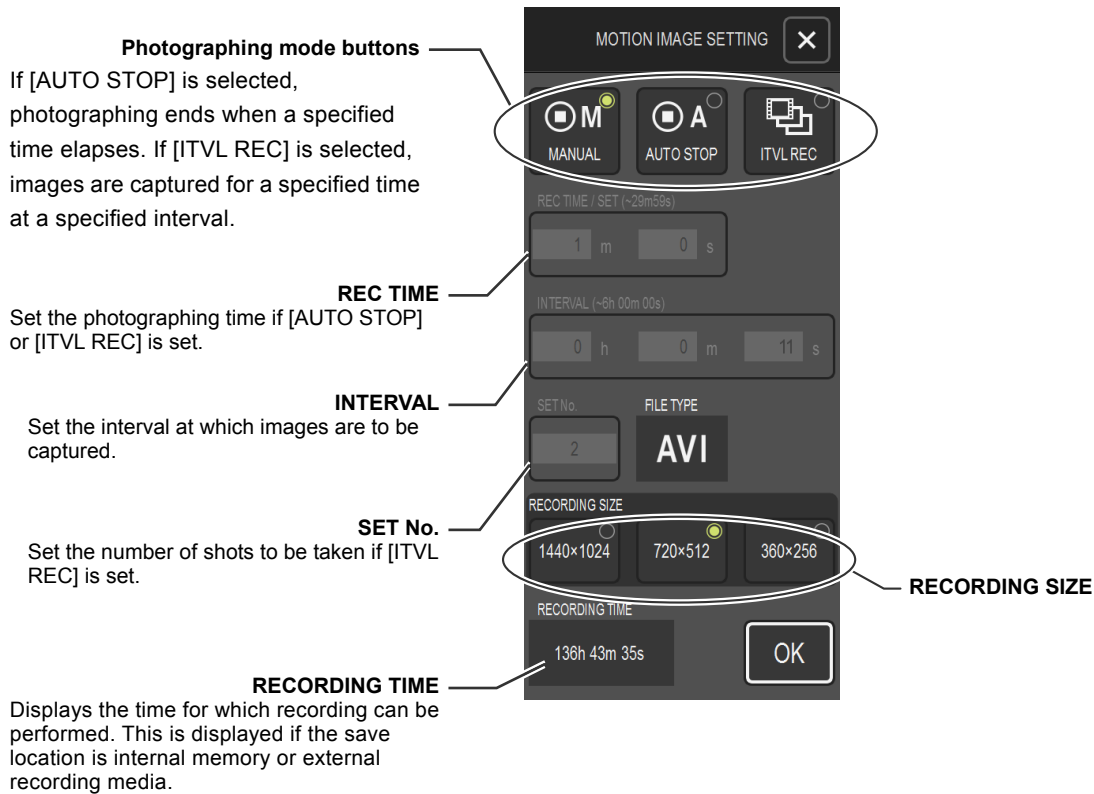 Photographing mode buttons
If [AUTO STOP] is selected,
photographing ends when a specified
time elapses. If [ITVL REC] is selected,
images are captured for a specified time
at a specified interval.
REC TIME
Set the photographing time if [AUTO STOP]
or [ITVL REC] is set.
INTERVAL
Set the interval at which images are to be
captured.
SET No.
Set the number of shots to be taken if [ITVL
REC] is set.
RECORDING TIME
Displays the time for which recording can be
performed. This is displayed if the save
location is internal memory or external
recording media.
MOTION IMAGE SETTING
M A
MANUAL AUTO STOP ITVL REC
REC TIME / SET (~29m59s)
1 m 0 s
INTERVAL (~6h 00m 00s)
0 h 0 m 11 s
SET No. FILE TYPE
2 AVI
RECORDING SIZE
1440×1024 720×512 360×256
RECORDING TIME
136h 43m 35s OK
RECORDING SIZE